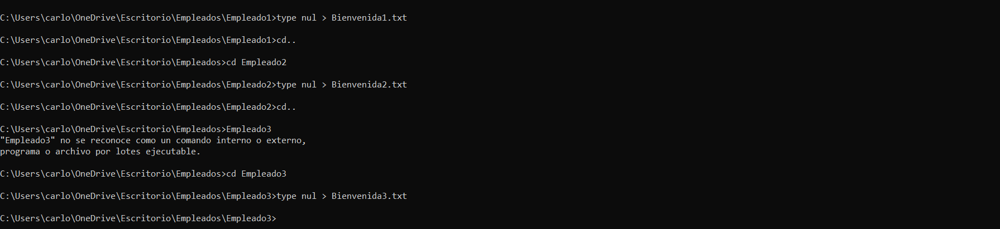 C:\Users\carlo\OneDrive\Escritorio\Empleados\Empleado1>type nul > Bienvenida1.txt
C:\Users\carlo\OneDrive\Escritorio\Empleados\Empleado1>cd..
C:\Users\carlo\OneDrive\Escritorio\Empleados>cd Empleado2
C:\Users\carlo\OneDrive\Escritorio\Empleados\Empleado2>type nul > Bienvenida2.txt
C:\Users\carlo\OneDrive\Escritorio\Empleados\Empleado2>cd..
C:\Users\carlo\OneDrive\Escritorio\Empleados>Empleado3
"Empleado3" no se reconoce como un comando interno o externo,
programa o archivo por lotes ejecutable.
C:\Users\carlo\OneDrive\Escritorio\Empleados>cd Empleado3
C:\Users\carlo\OneDrive\Escritorio\Empleados\Empleado3>type nul > Bienvenida3.txt
C:\Users\carlo\OneDrive\Escritorio\Empleados\Empleado3>